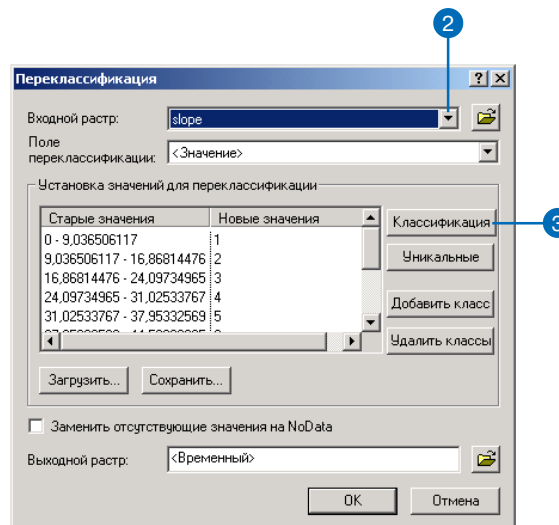 2
Переклассификация
Входной растр: slope
Поле
переклассификации: <Значение>
Установка значений для переклассификации
Старые значения Новые значения
Классификация 3
0 - 9,036506117 1
9,036506117 - 16,86814476 2
Уникальные
16,86814476 - 24,09734965 3
24,09734965 - 31,02533767 4
Добавить класс
31,02533767 - 37,95332569 5
Удалить классы
Загрузить... Сохранить...
Заменить отсутствующие значения на NoData
Выходной растр: <Временный>
OK Отмена